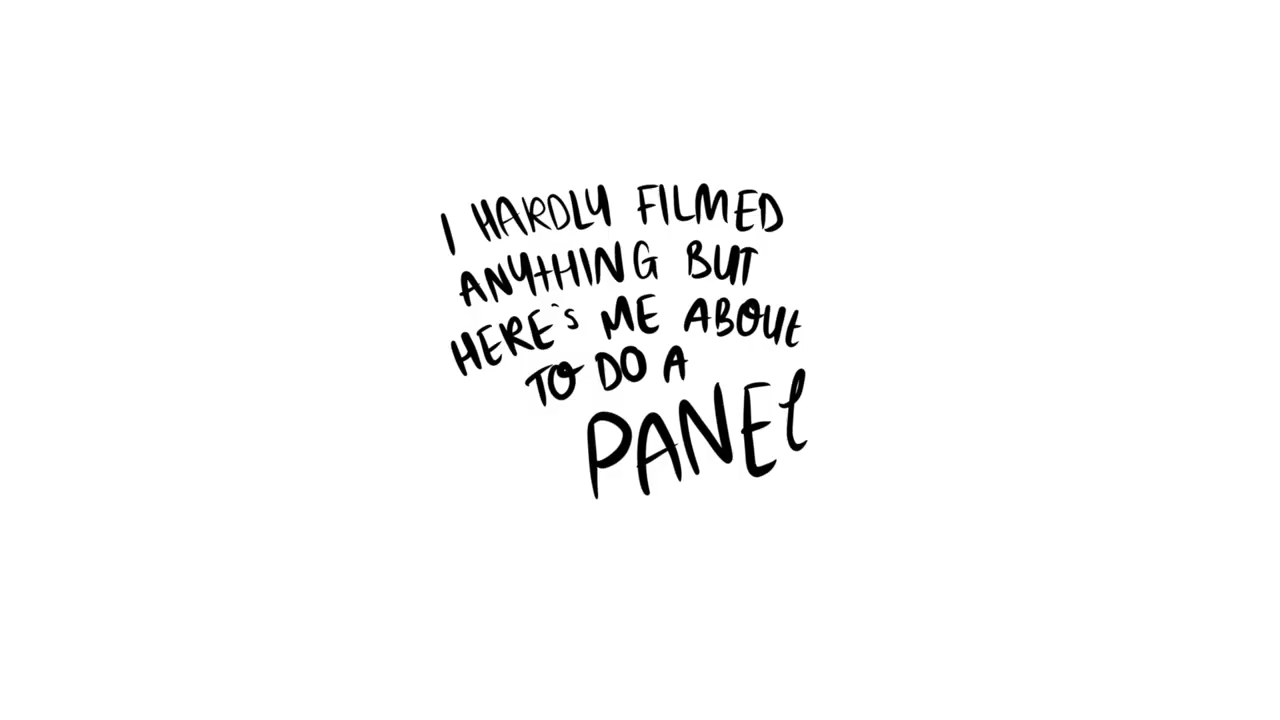 I HARDLY FILMED
ANYTHING BUT
HERE'S ME ABOUT
TO DO A
PANEL